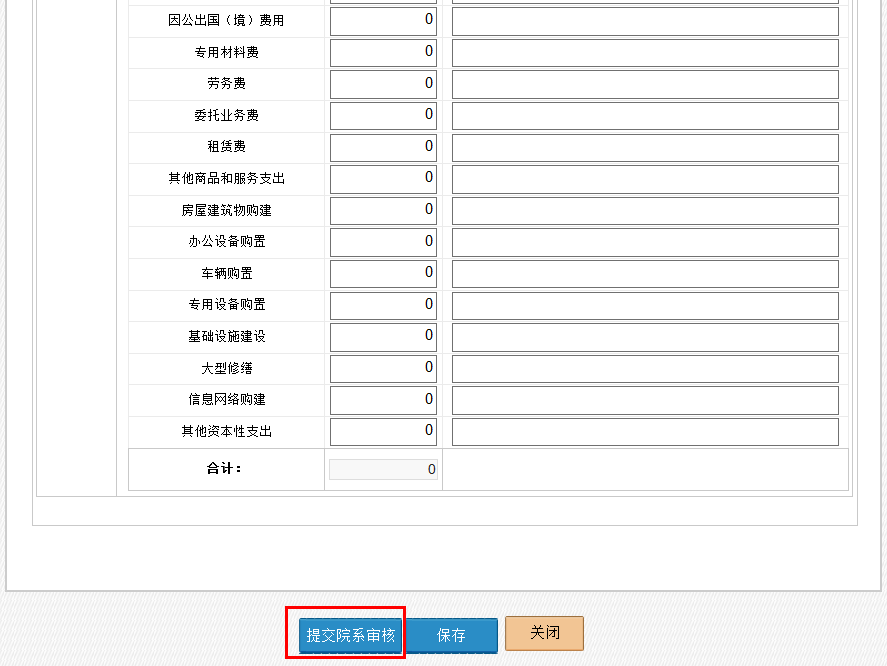 因公出国（境）费用 0
专用材料费 0
劳务费 0
委托业务费 0
租赁费 0
其他商品和服务支出 0
房屋建筑物购建 0
办公设备购置 0
车辆购置 0
专用设备购置 0
基础设施建设 0
大型修缮 0
信息网络购建 0
其他资本性支出 0
合计： 0
提交院系审核 保存 关闭